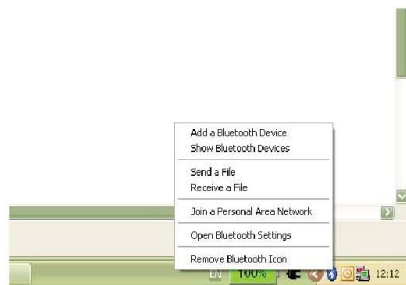 Add a Bluetooth Device
Show Bluetooth Devices
Send a File
Receive a File
Join a Personal Area Network
Open Bluetooth Settings
Remove Bluetooth Icon
EN 100% 12:12